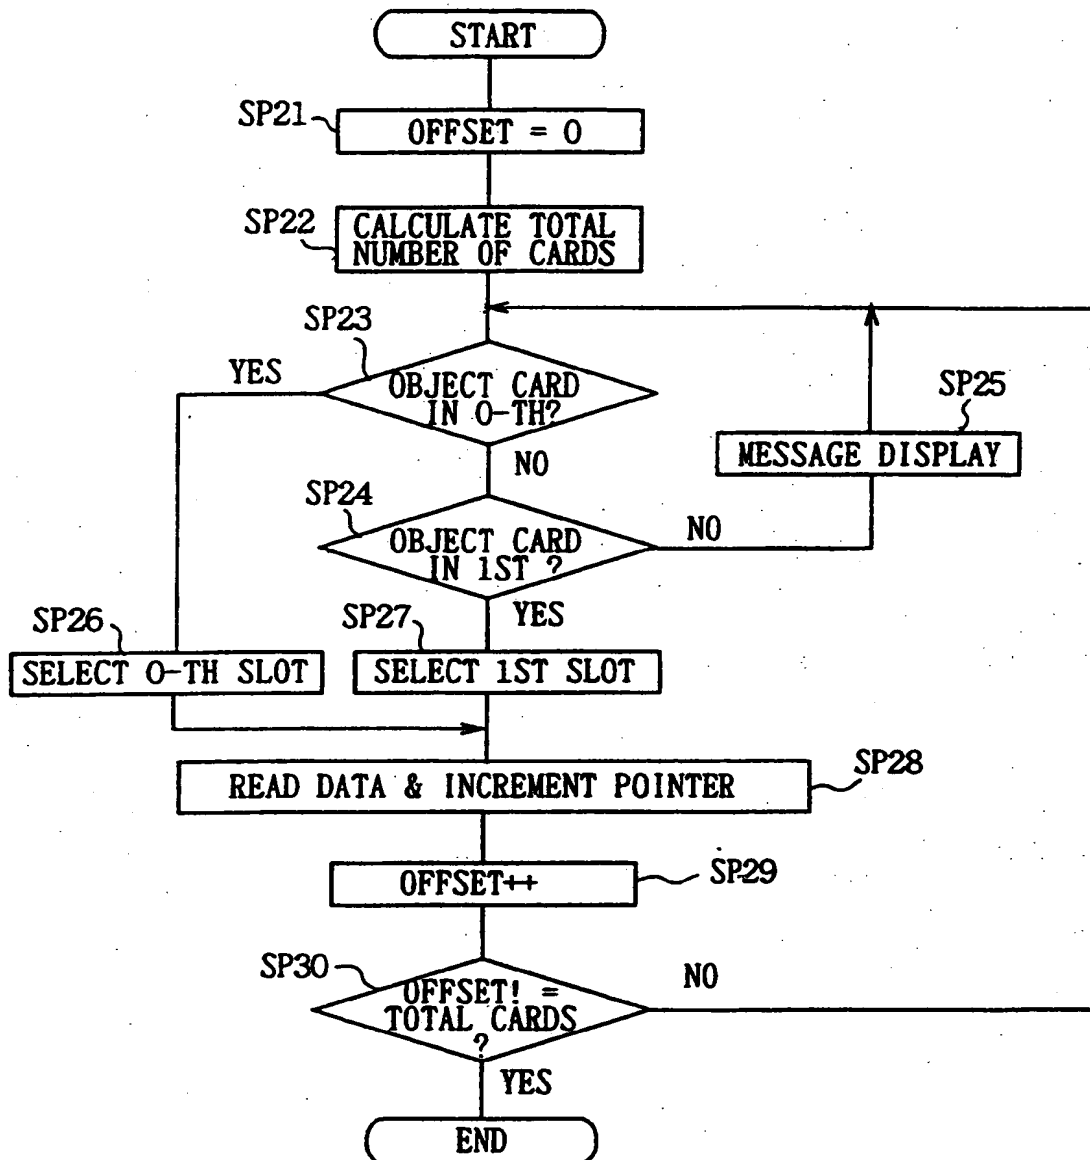 START
SP21
OFFSET = 0
SP22
CALCULATE TOTAL
NUMBER OF CARDS
SP23
YES
OBJECT CARD
IN 0-TH?
SP25
MESSAGE DISPLAY
NO
SP24
OBJECT CARD
IN 1ST ?
NO
YES
SP26
SELECT 0-TH SLOT
SP27
SELECT 1ST SLOT
SP28
READ DATA & INCREMENT POINTER
OFFSET++
SP29
SP30
OFFSET! =
TOTAL CARDS
?
NO
YES
END